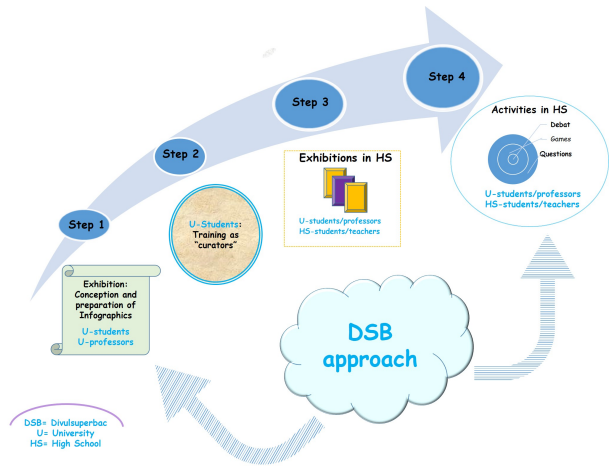 Step 1
Exhibition:
Conception and
preparation of
Infographics
U-students
U-professors
Step 2
U-Students:
Training as
“curators”
Step 3
Exhibitions in HS
U-students/professors
HS-students/teachers
Step 4
Activities in HS
Debat
Games
Questions
U-students/professors
HS-students/teachers
DSB
approach
DSB= Divulsuperbac
U= University
HS= High School